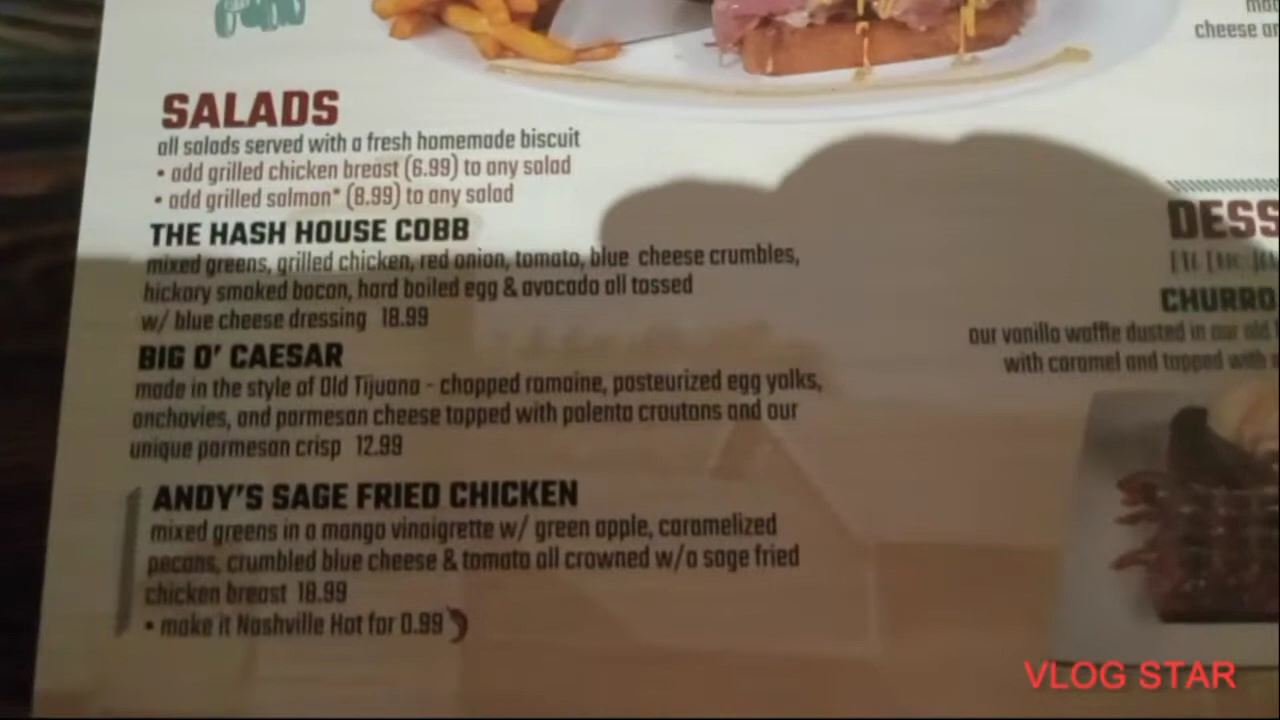 mat
cheese an
SALADS
all salads served with a fresh homemade biscuit
• add grilled chicken breast (6.99) to any salad
• add grilled salmon* (8.99) to any salad
THE HASH HOUSE COBB
mixed greens, grilled chicken, red onion, tomato, blue cheese crumbles,
hickory smoked bacon, hard boiled egg & avocado all tossed
w/ blue cheese dressing 18.99
BIG O' CAESAR
made in the style of Old Tijuana - chopped romaine, pasteurized egg yolks,
anchovies, and parmesan cheese topped with polenta croutons and our
unique parmesan crisp 12.99
ANDY'S SAGE FRIED CHICKEN
mixed greens in a mango vinaigrette w/ green apple, caramelized
pecans, crumbled blue cheese & tomato all crowned w/a sage fried
chicken breast 18.99
• make it Nashville Hot for 0.99
DESS
CHURRO
our vanilla waffle dusted in our old
with caramel and topped with
VLOG STAR